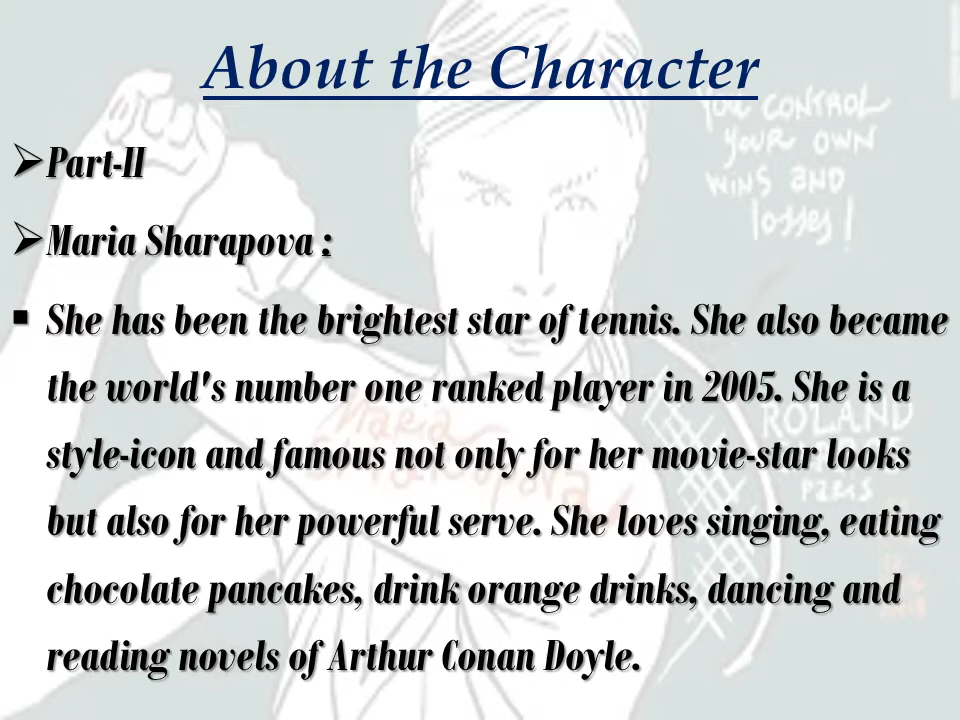 About the Character
YOU CONTROL
YOUR OWN
WINS AND
losses!
➢Part-II
➢Maria Sharapova :
▪ She has been the brightest star of tennis. She also became
the world's number one ranked player in 2005. She is a
style-icon and famous not only for her movie-star looks
but also for her powerful serve. She loves singing, eating
chocolate pancakes, drink orange drinks, dancing and
reading novels of Arthur Conan Doyle.
Maria
Sharapova
ROLAND
PARIS